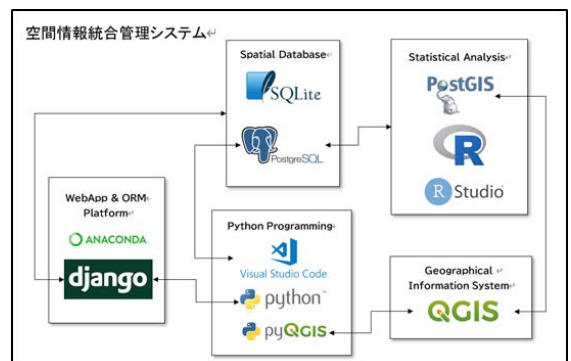 空間情報統合管理システム
Spatial Database
SQLite
PostgreSQL
Statistical Analysis
PostGIS
R
R Studio
WebApp & ORM
Platform
ANACONDA
django
Python Programming
Visual Studio Code
python™
pyQGIS
Geographical
Information System
QGIS